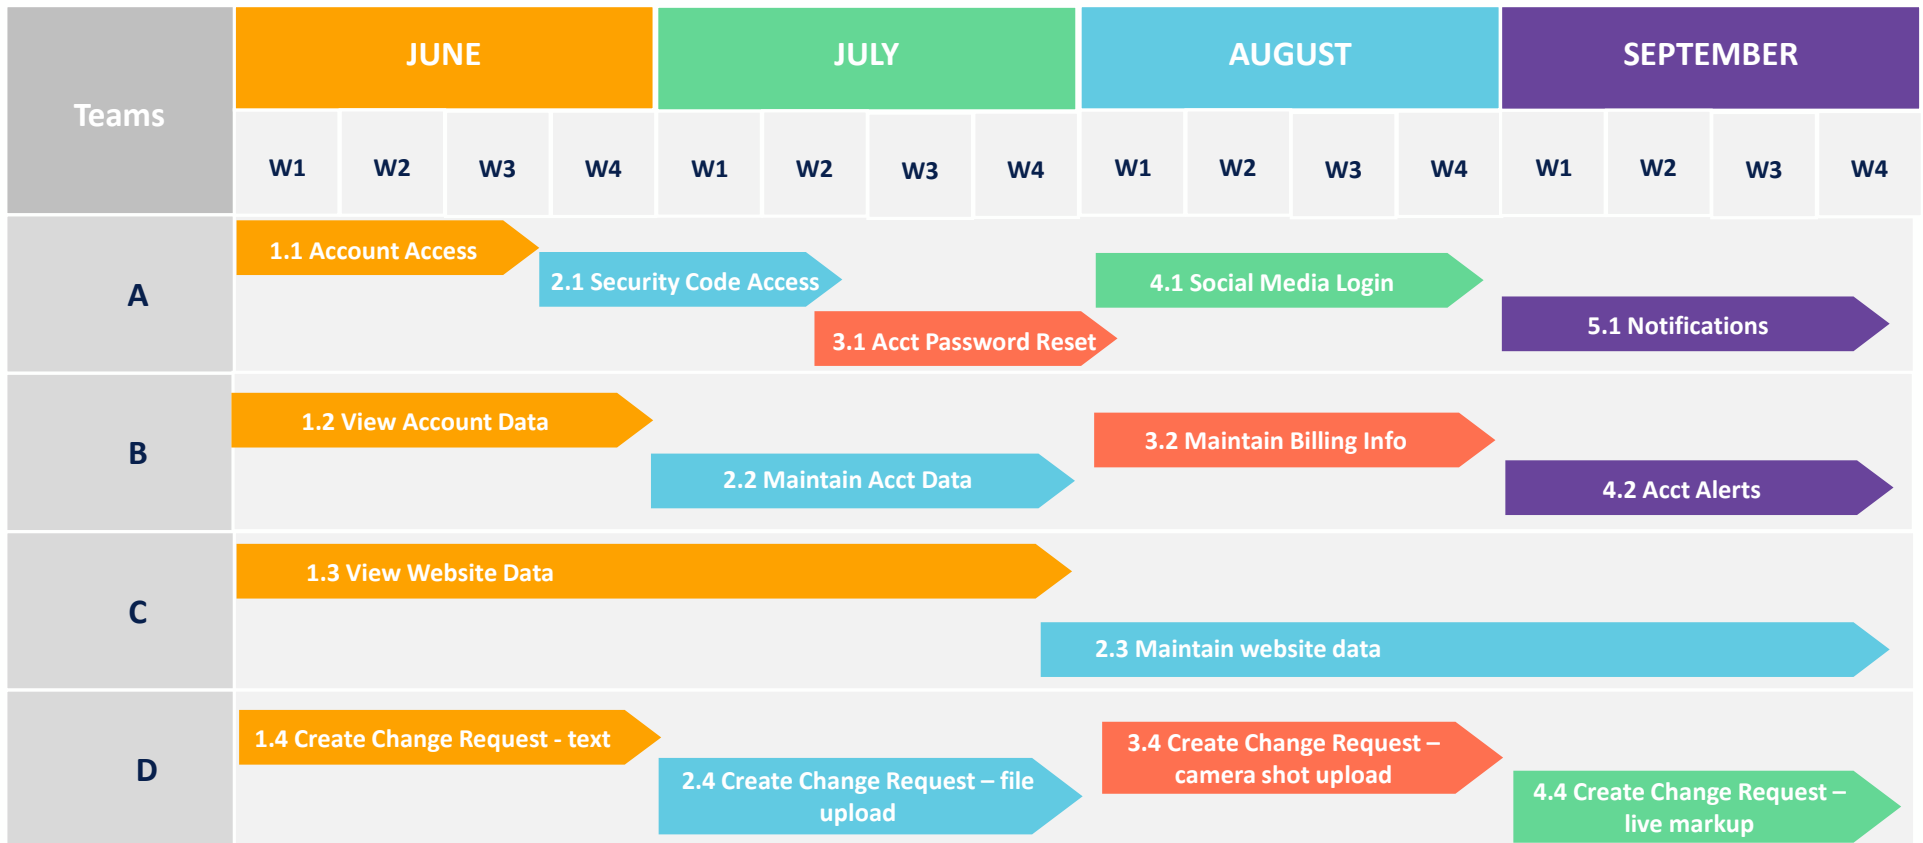 Teams
JUNE
JULY
AUGUST
SEPTEMBER
W1
W2
W3
W4
W1
W2
W3
W4
W1
W2
W3
W4
W1
W2
W3
W4
A
1.1 Account Access
2.1 Security Code Access
3.1 Acct Password Reset
4.1 Social Media Login
5.1 Notifications
B
1.2 View Account Data
2.2 Maintain Acct Data
3.2 Maintain Billing Info
4.2 Acct Alerts
C
1.3 View Website Data
2.3 Maintain website data
D
1.4 Create Change Request - text
2.4 Create Change Request – file
upload
3.4 Create Change Request –
camera shot upload
4.4 Create Change Request –
live markup